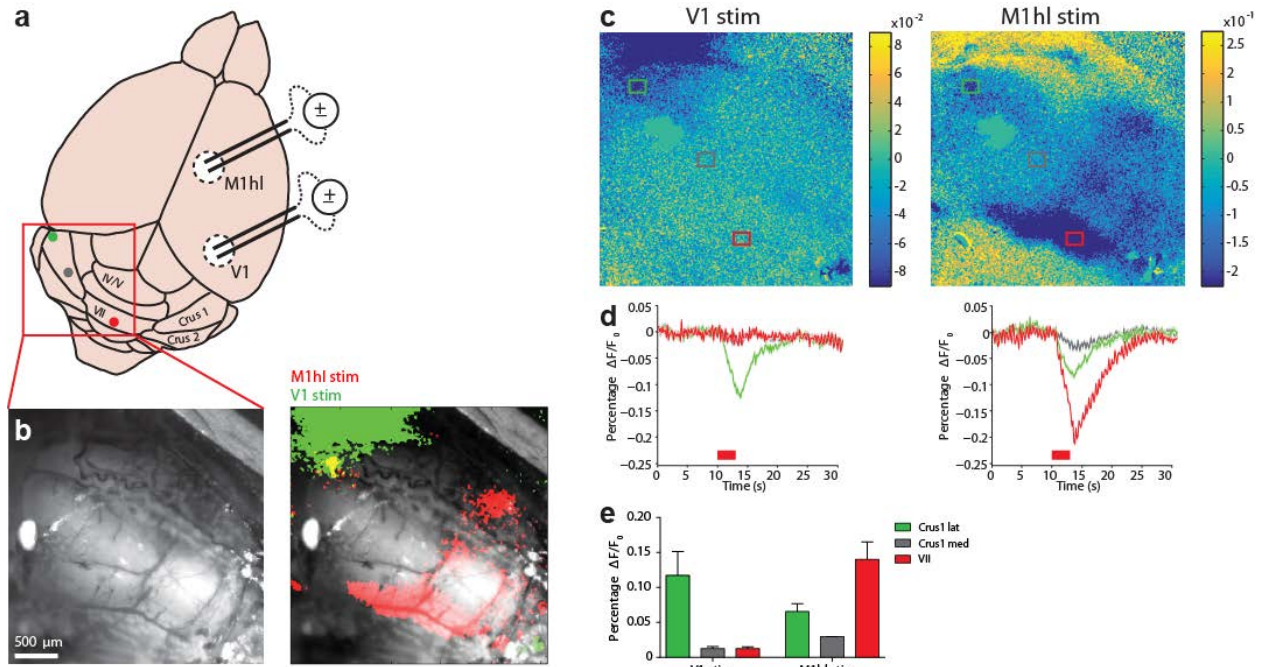 a
±
M1hl
±
V1
IV/V
VII
Crus 1
Crus 2
b
M1hl stim
V1 stim
500 µm
c
V1 stim
M1hl stim
x10⁻²
8
6
4
2
0
-2
-4
-6
-8
x10⁻¹
2.5
2
1.5
1
0.5
0
-0.5
-1
-1.5
-2
d
Percentage ΔF/F₀
0.05
0
−0.05
−0.1
−0.15
−0.2
−0.25
0 5 10 15 20 25 30
Time (s)
Percentage ΔF/F₀
0.05
0
−0.05
−0.1
−0.15
−0.2
−0.25
0 5 10 15 20 25 30
Time (s)
e
Percentage ΔF/F₀
0.20
0.15
0.10
0.05
0
Crus1 lat
Crus1 med
VII